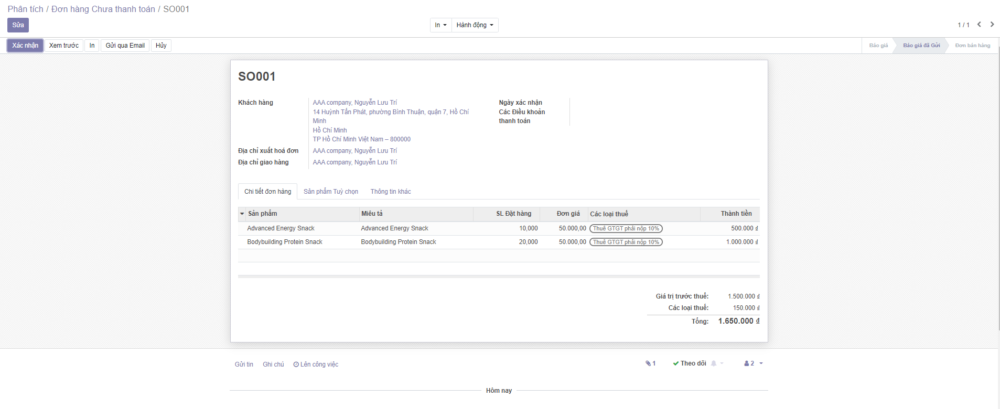 Phân tích / Đơn hàng Chưa thanh toán / SO001
Sửa
In
Hành động
1 / 1
Xác nhận
Xem trước
In
Gửi qua Email
Hủy
Báo giá
Báo giá đã Gửi
Đơn bán hàng
SO001
Khách hàng
AAA company, Nguyễn Lưu Trí
14 Huỳnh Tấn Phát, phường Bình Thuận, quận 7, Hồ Chí
Minh
Hồ Chí Minh
TP Hồ Chí Minh Việt Nam – 800000
Địa chỉ xuất hoá đơn
AAA company, Nguyễn Lưu Trí
Địa chỉ giao hàng
AAA company, Nguyễn Lưu Trí
Ngày xác nhận
Các Điều khoản
thanh toán
Chi tiết đơn hàng
Sản phẩm Tuỳ chọn
Thông tin khác
Sản phẩm Miêu tả SL Đặt hàng Đơn giá Các loại thuế Thành tiền
Advanced Energy Snack Advanced Energy Snack 10,000 50.000,00 Thuế GTGT phải nộp 10% 500.000 ₫
Bodybuilding Protein Snack Bodybuilding Protein Snack 20,000 50.000,00 Thuế GTGT phải nộp 10% 1.000.000 ₫
Giá trị trước thuế: 1.500.000 ₫
Các loại thuế: 150.000 ₫
Tổng: 1.650.000 ₫
Gửi tin
Ghi chú
Lên công việc
1
Theo dõi
2
Hôm nay